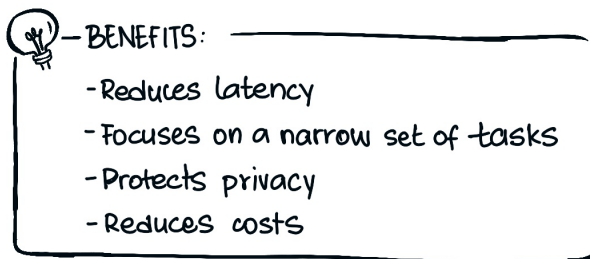 BENEFITS:
- Reduces latency
- Focuses on a narrow set of tasks
- Protects privacy
- Reduces costs